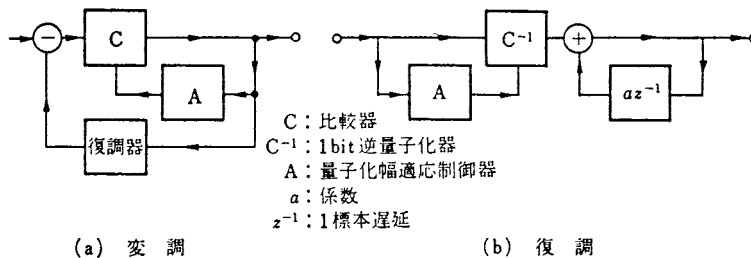 −
C
A
復調器
C⁻¹
+
A
az⁻¹
C：比較器
C⁻¹：1bit 逆量子化器
A：量子化幅適応制御器
a：係数
z⁻¹：1標本遅延
(a) 変 調
(b) 復 調